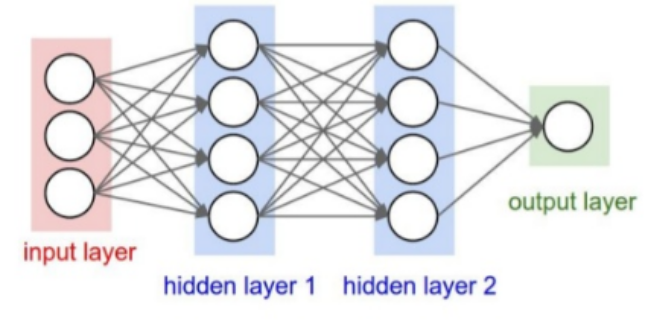 input layer
hidden layer 1
hidden layer 2
output layer